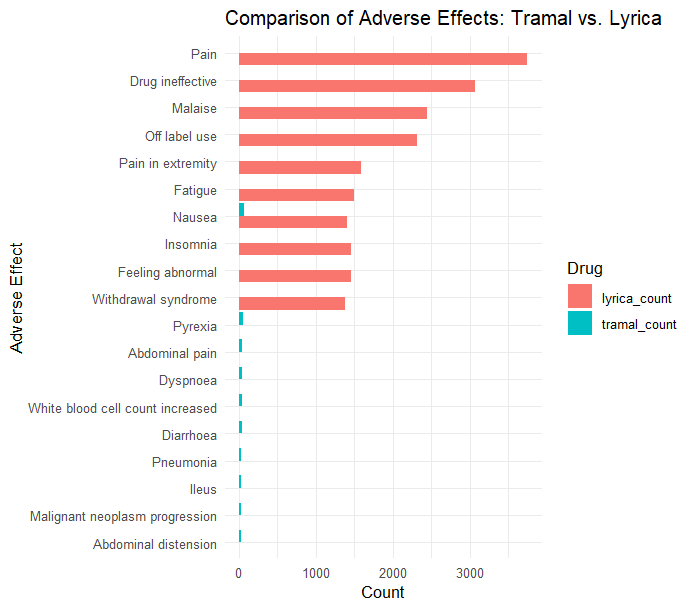 Comparison of Adverse Effects: Tramal vs. Lyrica
Adverse Effect
Pain
Drug ineffective
Malaise
Off label use
Pain in extremity
Fatigue
Nausea
Insomnia
Feeling abnormal
Withdrawal syndrome
Pyrexia
Abdominal pain
Dyspnoea
White blood cell count increased
Diarrhoea
Pneumonia
Ileus
Malignant neoplasm progression
Abdominal distension
0 1000 2000 3000
Count
Drug
lyrica_count
tramal_count